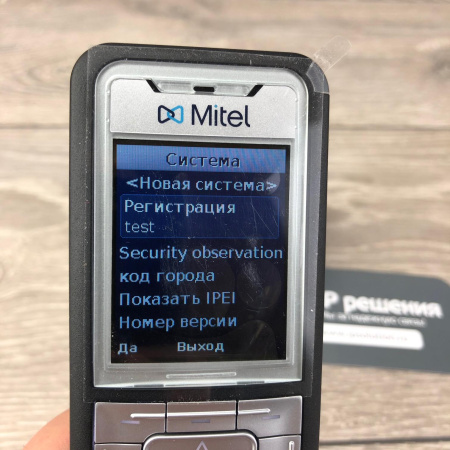 Mitel
Система
<Новая система>
Регистрация
test
Security observation
код города
Показать IPEI
Номер версии
Да Выход
P решения